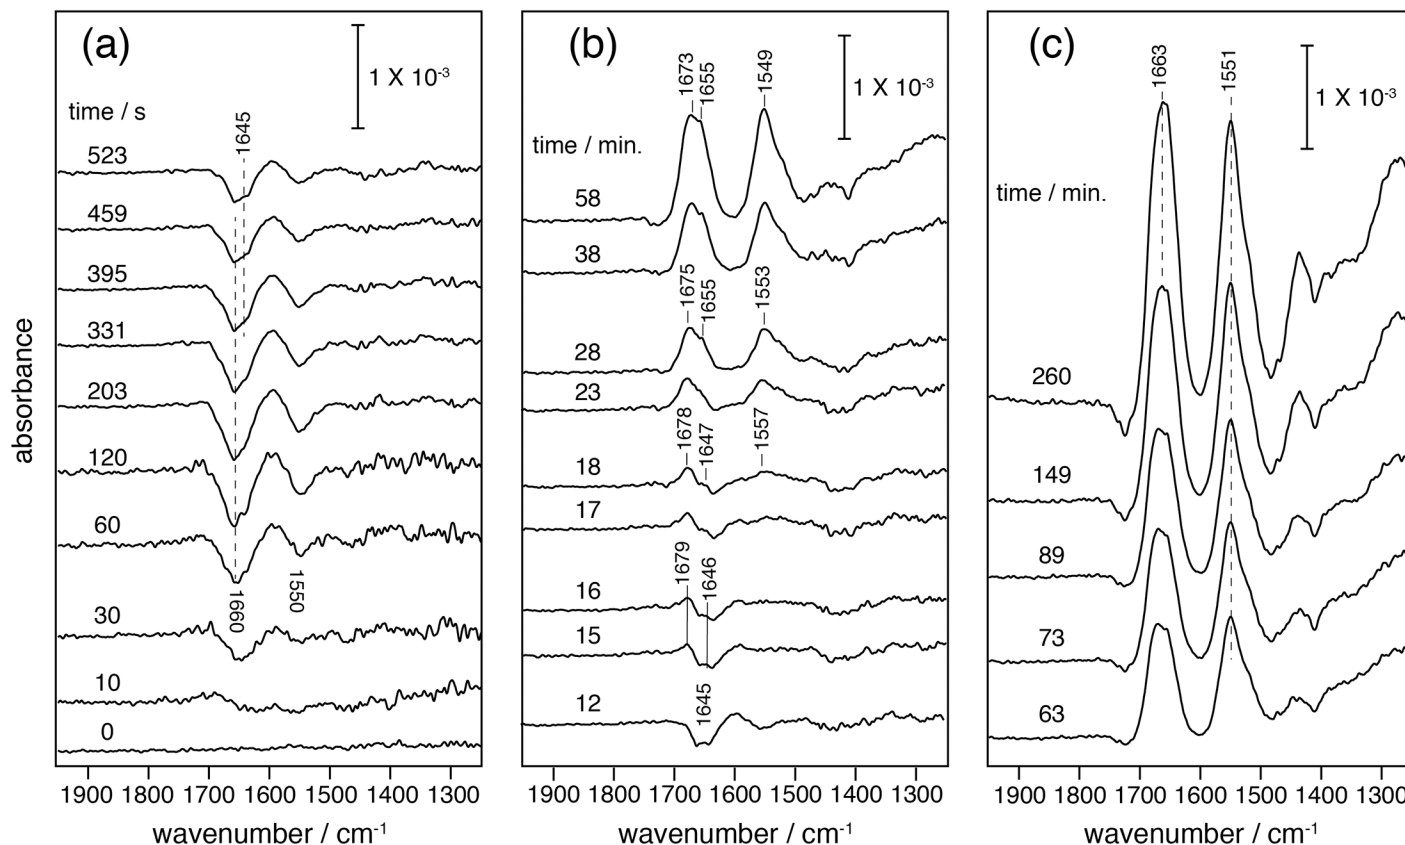 (a)
1 X 10-3
time / s
1645
523
459
395
331
203
120
60
1660
1550
30
10
0
1900 1800 1700 1600 1500 1400 1300
wavenumber / cm-1
absorbance
(b)
1673
1655
1549
1 X 10-3
time / min.
58
38
1675
1655
1553
28
23
1678
1647
1557
18
17
1679
1646
16
15
1645
12
1900 1800 1700 1600 1500 1400 1300
wavenumber / cm-1
(c)
1663
1551
1 X 10-3
time / min.
260
149
89
73
63
1900 1800 1700 1600 1500 1400 1300
wavenumber / cm-1